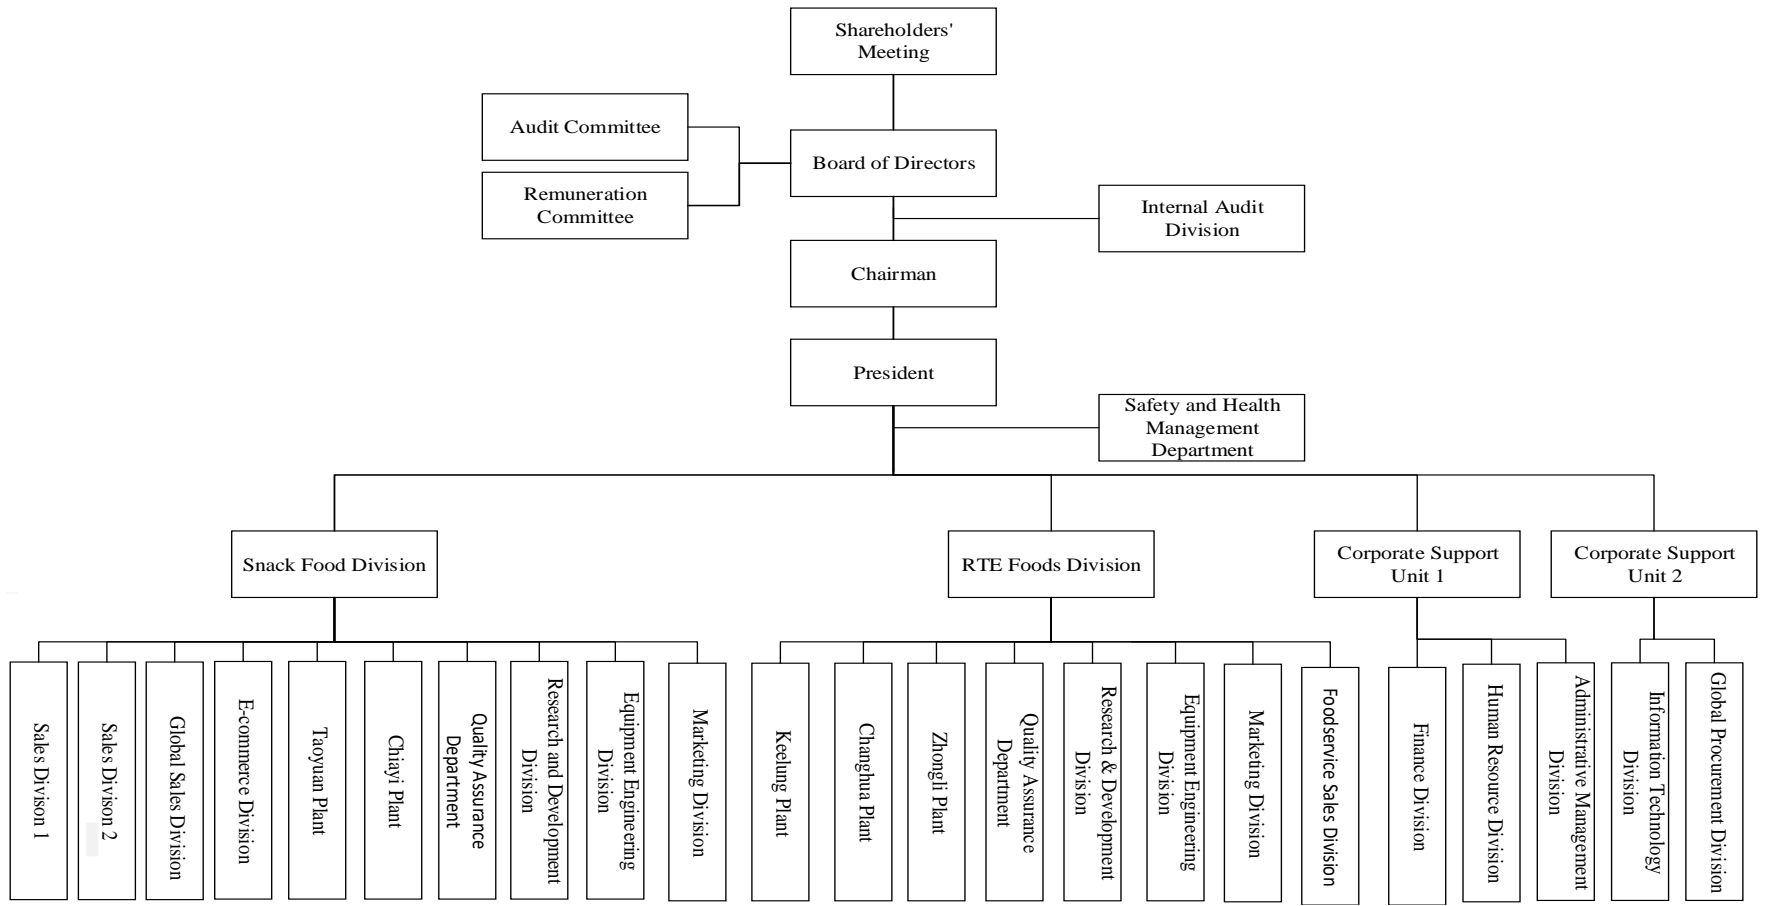 Shareholders'
Meeting
Audit Committee
Board of Directors
Remuneration
Committee
Internal Audit
Division
Chairman
President
Safety and Health
Management
Department
Snack Food Division
RTE Foods Division
Corporate Support
Unit 1
Corporate Support
Unit 2
Sales Divison 1
Sales Divison 2
Global Sales Division
E-commerce Division
Taoyuan Plant
Chiayi Plant
Quality Assurance
Department
Research and Development
Division
Equipment Engineering
Division
Marketing Division
Keelung Plant
Changhua Plant
Zhongli Plant
Quality Assurance
Department
Research & Development
Division
Equipment Engineering
Division
Marketing Division
Foodservice Sales Division
Finance Division
Human Resource Division
Administrative Management
Division
Information Technology
Division
Global Procurement Division